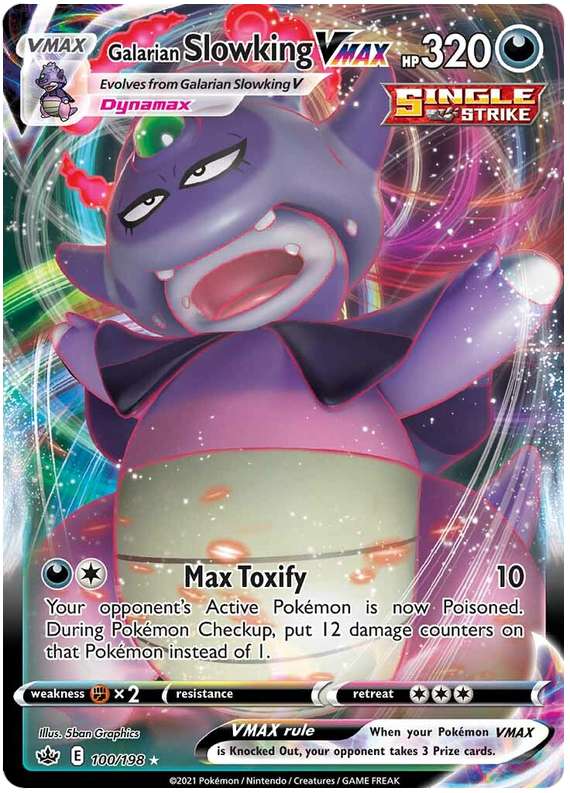 VMAX
Galarian Slowking VMAX HP 320
Evolves from Galarian Slowking V
Dynamax
SINGLE
STRIKE
Max Toxify 10
Your opponent's Active Pokémon is now Poisoned.
During Pokémon Checkup, put 12 damage counters on
that Pokémon instead of 1.
weakness ×2 resistance retreat
Illus. 5ban Graphics
VMAX rule When your Pokémon VMAX
is Knocked Out, your opponent takes 3 Prize cards.
E 100/198 ★
©2021 Pokémon / Nintendo / Creatures / GAME FREAK